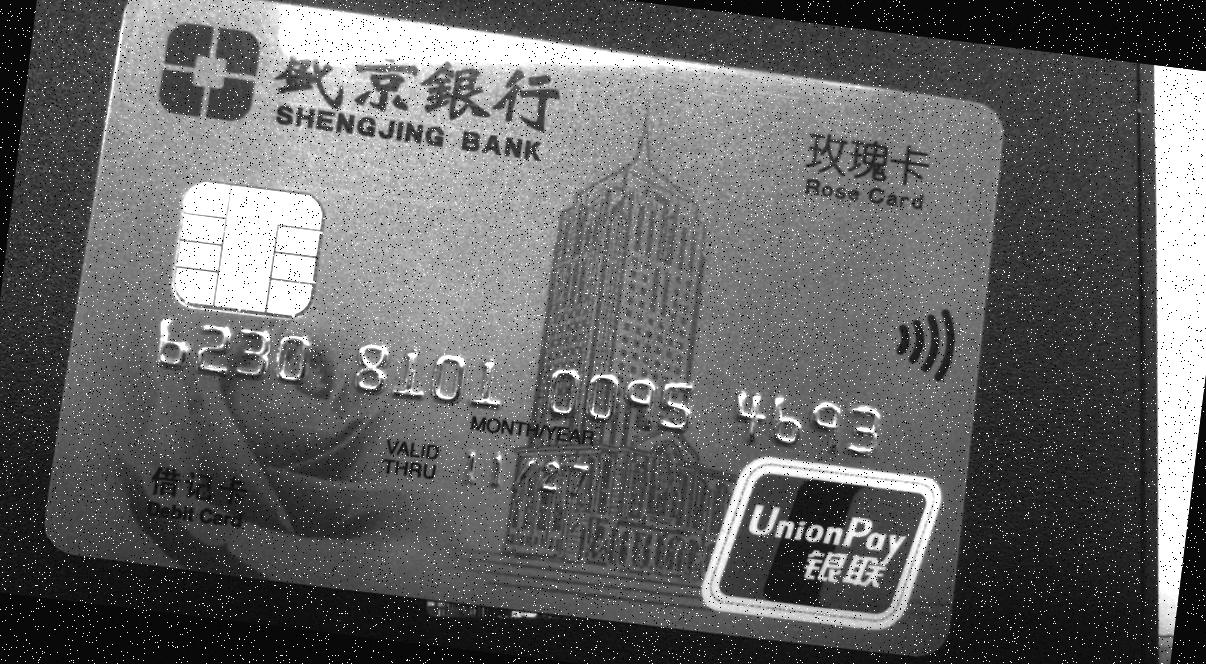 盛京銀行
SHENGJING BANK
玫瑰卡
Rose Card
6230 8101 0095 4693
MONTH/YEAR
VALID THRU 11/27
借记卡
Debit Card
UnionPay
银联